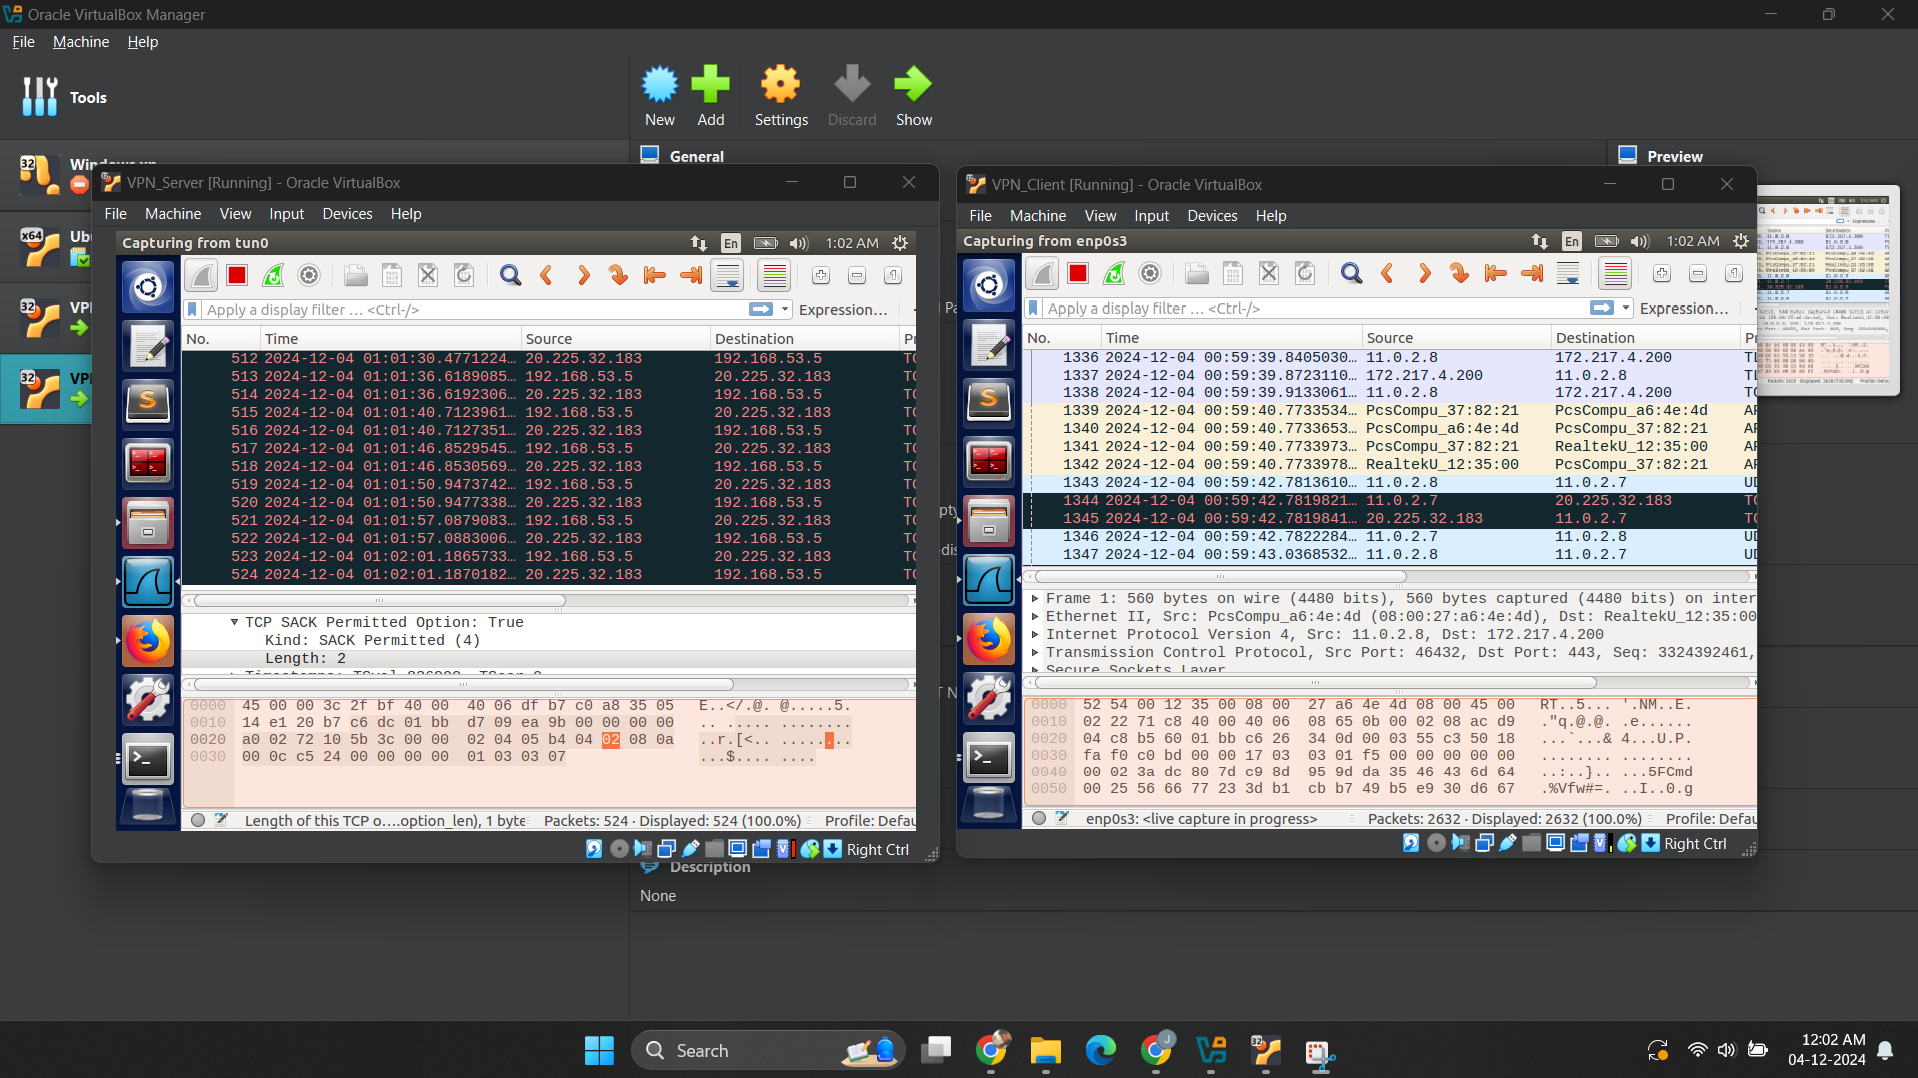 Oracle VirtualBox Manager
File Machine Help
Tools
New Add Settings Discard Show
General
Preview
32 Windows xp
x64 Ubu
32 VPN
32 VPN
VPN_Server [Running] - Oracle VirtualBox
File Machine View Input Devices Help
Capturing from tun0 En 1:02 AM
Apply a display filter ... <Ctrl-/> Expression...
No. Time Source Destination
512 2024-12-04 01:01:30.4771224... 20.225.32.183 192.168.53.5 TC
513 2024-12-04 01:01:36.6189085... 192.168.53.5 20.225.32.183 TC
514 2024-12-04 01:01:36.6192306... 20.225.32.183 192.168.53.5 TC
515 2024-12-04 01:01:40.7123961... 192.168.53.5 20.225.32.183 TC
516 2024-12-04 01:01:40.7127351... 20.225.32.183 192.168.53.5 TC
517 2024-12-04 01:01:46.8529545... 192.168.53.5 20.225.32.183 TC
518 2024-12-04 01:01:46.8530569... 20.225.32.183 192.168.53.5 TC
519 2024-12-04 01:01:50.9473742... 192.168.53.5 20.225.32.183 TC
520 2024-12-04 01:01:50.9477338... 20.225.32.183 192.168.53.5 TC
521 2024-12-04 01:01:57.0879083... 192.168.53.5 20.225.32.183 TC
522 2024-12-04 01:01:57.0883006... 20.225.32.183 192.168.53.5 TC
523 2024-12-04 01:02:01.1865733... 192.168.53.5 20.225.32.183 TC
524 2024-12-04 01:02:01.1870182... 20.225.32.183 192.168.53.5 TC
TCP SACK Permitted Option: True
Kind: SACK Permitted (4)
Length: 2
0000 45 00 00 3c 2f bf 40 00 40 06 df b7 c0 a8 35 05 E..</.@. @.....5.
0010 14 e1 20 b7 c6 dc 01 bb d7 09 ea 9b 00 00 00 00 .. ..... ........
0020 a0 02 72 10 5b 3c 00 00 02 04 05 b4 04 02 08 0a ..r.[<.. ........
0030 00 0c c5 24 00 00 00 00 01 03 03 07 ...$.... ....
Length of this TCP o....option_len), 1 byte Packets: 524 · Displayed: 524 (100.0%) Profile: Defau
Right Ctrl
VPN_Client [Running] - Oracle VirtualBox
File Machine View Input Devices Help
Capturing from enp0s3 En 1:02 AM
Apply a display filter ... <Ctrl-/> Expression...
No. Time Source Destination
1336 2024-12-04 00:59:39.8405030... 11.0.2.8 172.217.4.200 TL
1337 2024-12-04 00:59:39.8723110... 172.217.4.200 11.0.2.8 TL
1338 2024-12-04 00:59:39.9133061... 11.0.2.8 172.217.4.200 TC
1339 2024-12-04 00:59:40.7733534... PcsCompu_37:82:21 PcsCompu_a6:4e:4d AR
1340 2024-12-04 00:59:40.7733653... PcsCompu_a6:4e:4d PcsCompu_37:82:21 AR
1341 2024-12-04 00:59:40.7733973... PcsCompu_37:82:21 RealtekU_12:35:00 AR
1342 2024-12-04 00:59:40.7733978... RealtekU_12:35:00 PcsCompu_37:82:21 AR
1343 2024-12-04 00:59:42.7813610... 11.0.2.8 11.0.2.7 UD
1344 2024-12-04 00:59:42.7819821... 11.0.2.7 20.225.32.183 TC
1345 2024-12-04 00:59:42.7819841... 20.225.32.183 11.0.2.7 TC
1346 2024-12-04 00:59:42.7822284... 11.0.2.7 11.0.2.8 UD
1347 2024-12-04 00:59:43.0368532... 11.0.2.8 11.0.2.7 UD
Frame 1: 560 bytes on wire (4480 bits), 560 bytes captured (4480 bits) on inter
Ethernet II, Src: PcsCompu_a6:4e:4d (08:00:27:a6:4e:4d), Dst: RealtekU_12:35:00
Internet Protocol Version 4, Src: 11.0.2.8, Dst: 172.217.4.200
Transmission Control Protocol, Src Port: 46432, Dst Port: 443, Seq: 3324392461,
Secure Sockets Layer
0000 52 54 00 12 35 00 08 00 27 a6 4e 4d 08 00 45 00 RT..5... '.NM..E.
0010 02 22 71 c8 40 00 40 06 08 65 0b 00 02 08 ac d9 ."q.@.@. .e......
0020 04 c8 b5 60 01 bb c6 26 34 0d 00 03 55 c3 50 18 ...`...& 4...U.P.
0030 fa f0 c0 bd 00 00 17 03 03 01 f5 00 00 00 00 00 ........ ........
0040 00 02 3a dc 80 7d c9 8d 95 9d da 35 46 43 6d 64 ..:..}.. ...5FCmd
0050 00 25 56 66 77 23 3d b1 cb b7 49 b5 e9 30 d6 67 .%Vfw#=. ..I..0.g
enp0s3: <live capture in progress> Packets: 2632 · Displayed: 2632 (100.0%) Profile: Defau
Right Ctrl
Description
None
Search
12:02 AM
04-12-2024